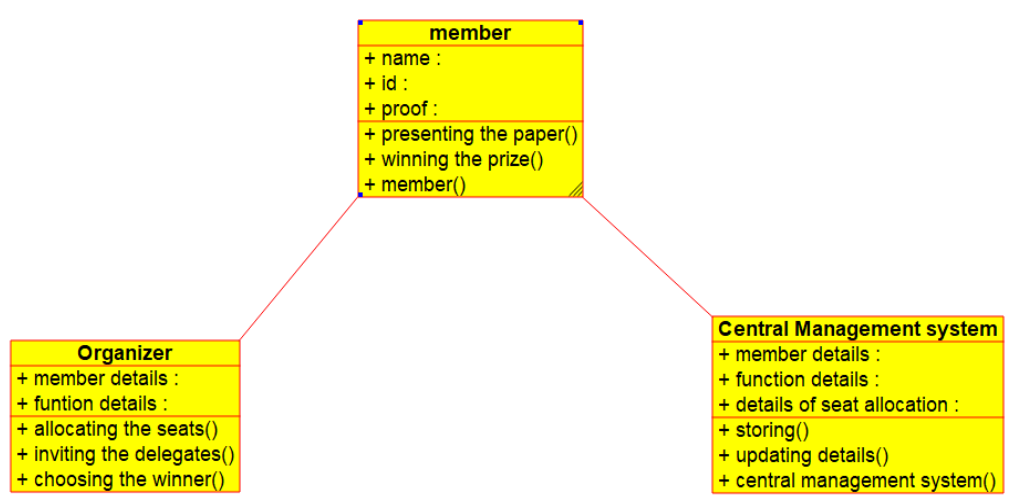 member
+ name :
+ id :
+ proof :
+ presenting the paper()
+ winning the prize()
+ member()
Organizer
+ member details :
+ funtion details :
+ allocating the seats()
+ inviting the delegates()
+ choosing the winner()
Central Management system
+ member details :
+ function details :
+ details of seat allocation :
+ storing()
+ updating details()
+ central management system()